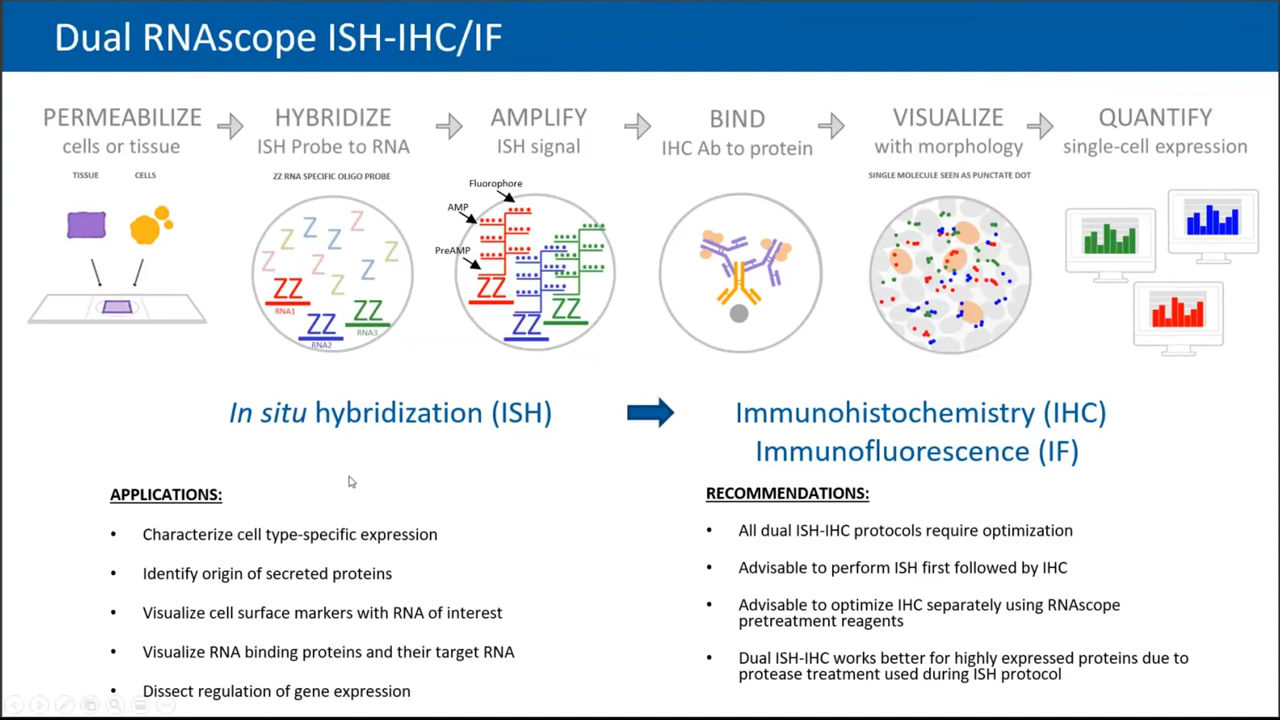 Dual RNAscope ISH-IHC/IF
PERMEABILIZE
cells or tissue
HYBRIDIZE
ISH Probe to RNA
AMPLIFY
ISH signal
BIND
IHC Ab to protein
VISUALIZE
with morphology
QUANTIFY
single-cell expression
TISSUE
CELLS
ZZ RNA SPECIFIC OLIGO PROBE
Z Z Z Z Z Z Z Z Z Z
ZZ
RNA1
ZZ
RNA2
ZZ
RNA3
Fluorophore
AMP
PreAMP
ZZ
ZZ
ZZ
SINGLE MOLECULE SEEN AS PUNCTATE DOT
In situ hybridization (ISH)
Immunohistochemistry (IHC)
Immunofluorescence (IF)
APPLICATIONS:
• Characterize cell type-specific expression
• Identify origin of secreted proteins
• Visualize cell surface markers with RNA of interest
• Visualize RNA binding proteins and their target RNA
• Dissect regulation of gene expression
RECOMMENDATIONS:
• All dual ISH-IHC protocols require optimization
• Advisable to perform ISH first followed by IHC
• Advisable to optimize IHC separately using RNAscope
pretreatment reagents
• Dual ISH-IHC works better for highly expressed proteins due to
protease treatment used during ISH protocol